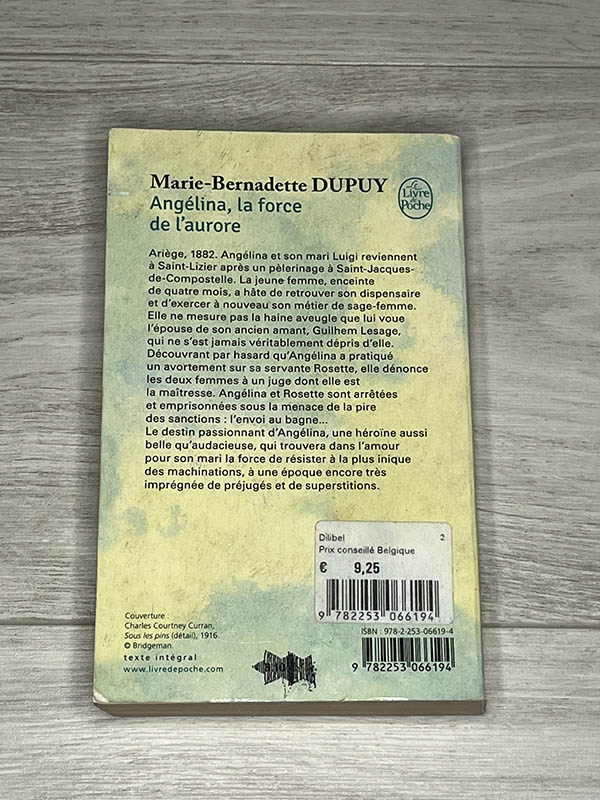 Marie-Bernadette DUPUY
Le
Livre
de
Poche
Angélina, la force
de l'aurore
Ariège, 1882. Angélina et son mari Luigi reviennent
à Saint-Lizier après un pèlerinage à Saint-Jacques-
de-Compostelle. La jeune femme, enceinte
de quatre mois, a hâte de retrouver son dispensaire
et d'exercer à nouveau son métier de sage-femme.
Elle ne mesure pas la haine aveugle que lui voue
l'épouse de son ancien amant, Guilhem Lesage,
qui ne s'est jamais véritablement dépris d'elle.
Découvrant par hasard qu'Angélina a pratiqué
un avortement sur sa servante Rosette, elle dénonce
les deux femmes à un juge dont elle est
la maîtresse. Angélina et Rosette sont arrêtées
et emprisonnées sous la menace de la pire
des sanctions : l'envoi au bagne...
Le destin passionnant d'Angélina, une héroïne aussi
belle qu'audacieuse, qui trouvera dans l'amour
pour son mari la force de résister à la plus inique
des machinations, à une époque encore très
imprégnée de préjugés et de superstitions.
Dilibel 2
Prix conseillé Belgique
€ 9,25
9 782253 066194
Couverture :
Charles Courtney Curran,
Sous les pins (détail), 1916.
© Bridgeman.
texte intégral
www.livredepoche.com
ISBN : 978-2-253-06619-4
9 782253 066194